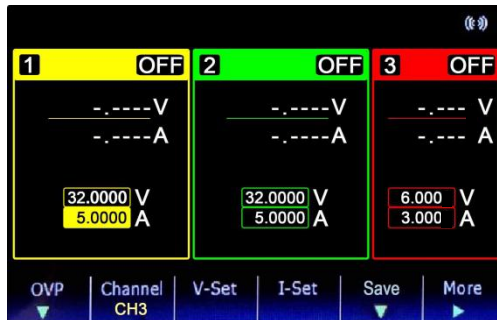 1 OFF 2 OFF 3 OFF
-.----V -.----V -.---V
-.----A -.----A -.---A
32.0000 V 32.0000 V 6.000 V
5.0000 A 5.0000 A 3.000 A
OVP Channel V-Set I-Set Save More
CH3